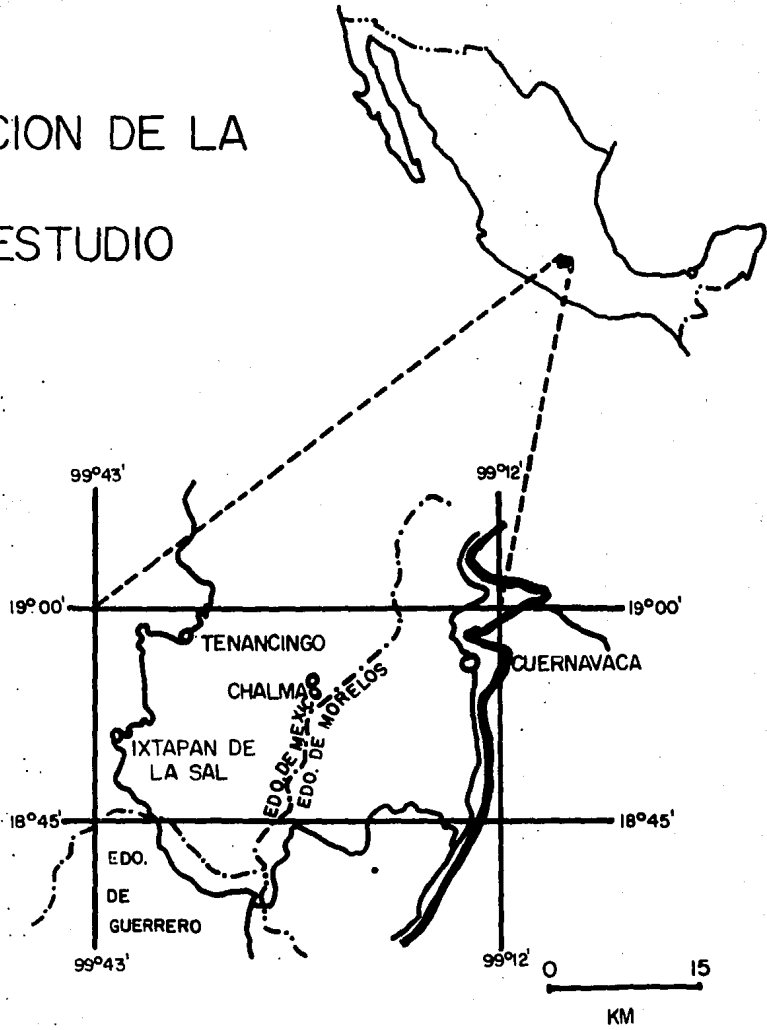 CION DE LA
ESTUDIO
99°43'
99°12'
19°00'
19°00'
TENANCINGO
CUERNAVACA
CHALMA
EDO. DE MEXICO
EDO. DE MORELOS
IXTAPAN DE
LA SAL
18°45'
18°45'
EDO.
DE
GUERRERO
99°43'
99°12'
0
15
KM